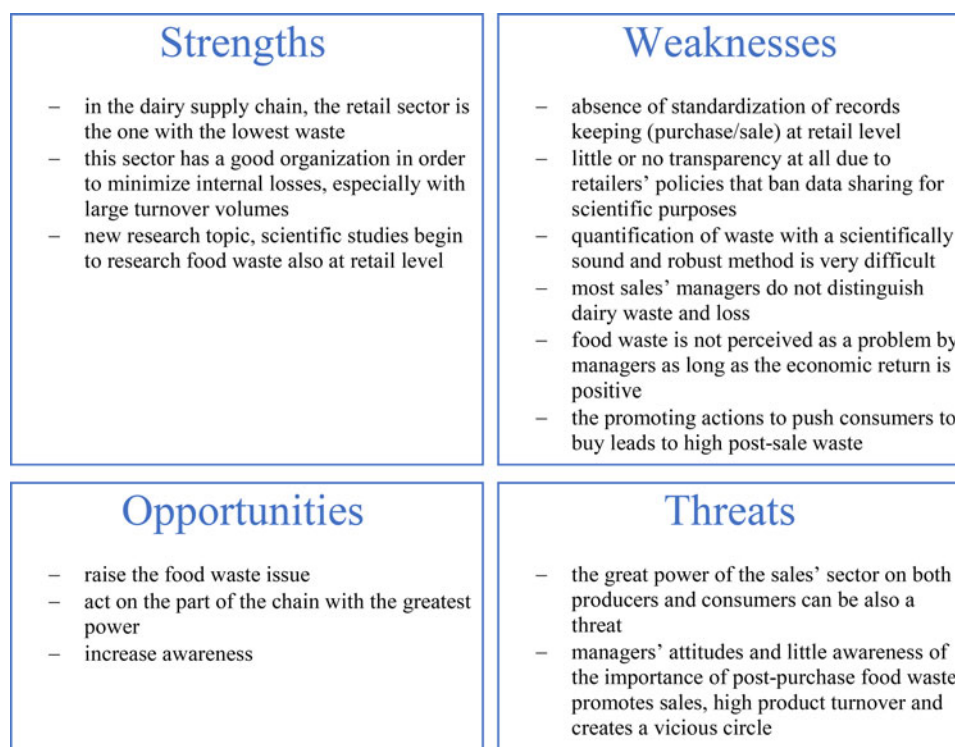 Strengths
– in the dairy supply chain, the retail sector is
the one with the lowest waste
– this sector has a good organization in order
to minimize internal losses, especially with
large turnover volumes
– new research topic, scientific studies begin
to research food waste also at retail level
Weaknesses
– absence of standardization of records
keeping (purchase/sale) at retail level
– little or no transparency at all due to
retailers’ policies that ban data sharing for
scientific purposes
– quantification of waste with a scientifically
sound and robust method is very difficult
– most sales’ managers do not distinguish
dairy waste and loss
– food waste is not perceived as a problem by
managers as long as the economic return is
positive
– the promoting actions to push consumers to
buy leads to high post-sale waste
Opportunities
– raise the food waste issue
– act on the part of the chain with the greatest
power
– increase awareness
Threats
– the great power of the sales’ sector on both
producers and consumers can be also a
threat
– managers’ attitudes and little awareness of
the importance of post-purchase food waste
promotes sales, high product turnover and
creates a vicious circle